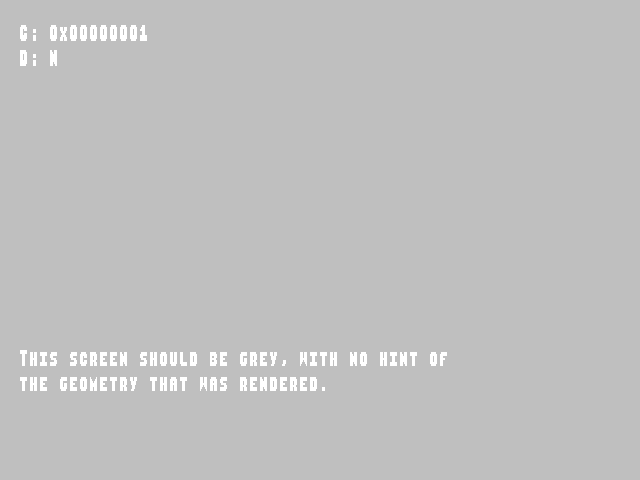 C: 0x00000001
D: N
This screen should be grey, with no hint of
the geometry that was rendered.